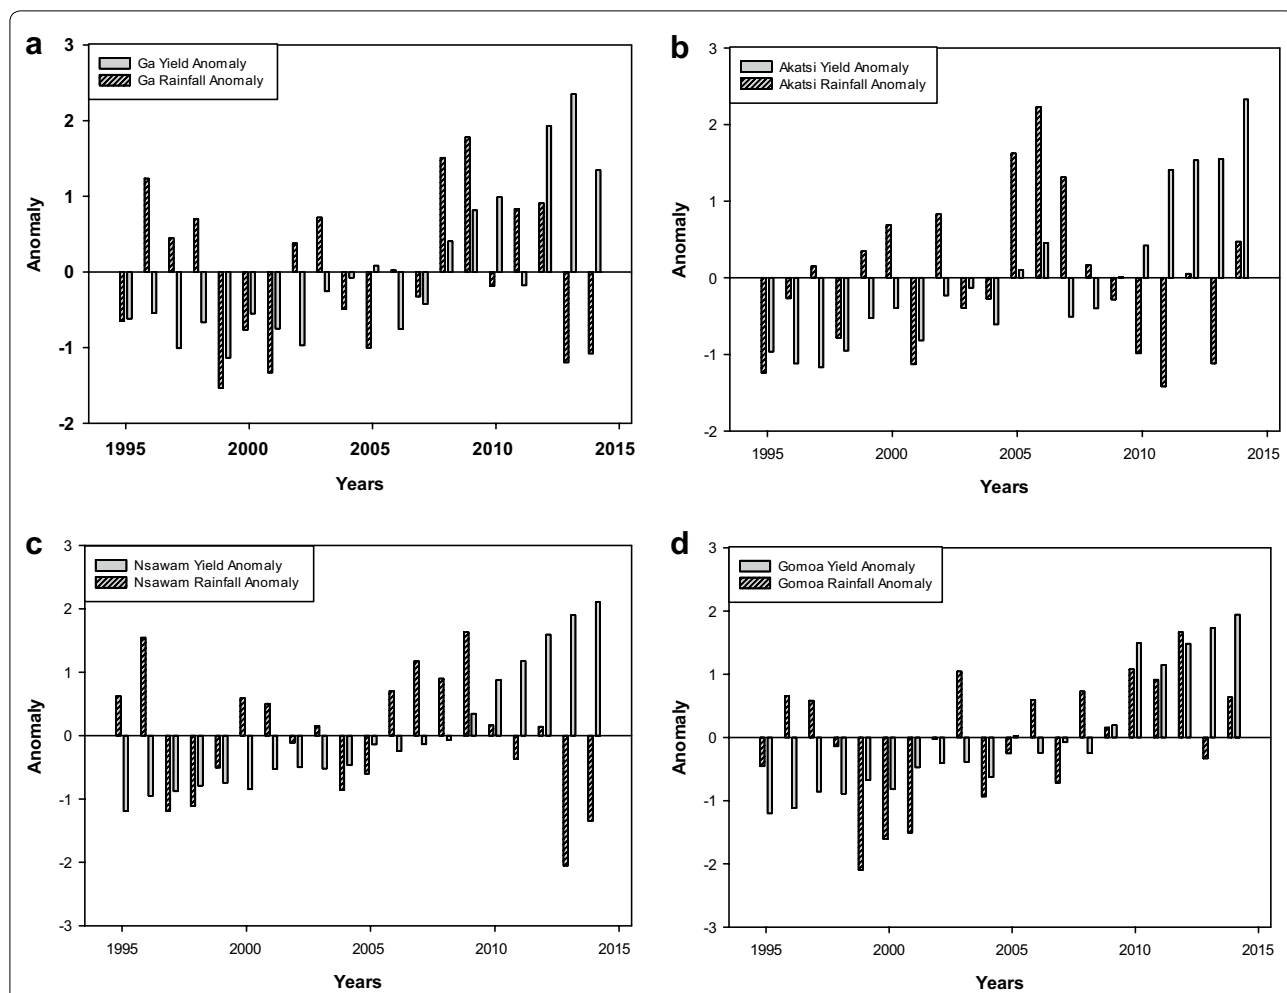 a
Ga Yield Anomaly
Ga Rainfall Anomaly
3
2
1
0
-1
-2
Anomaly
1995 2000 2005 2010 2015
Years
b
Akatsi Yield Anomaly
Akatsi Rainfall Anomaly
3
2
1
0
-1
-2
Anomaly
1995 2000 2005 2010 2015
Years
c
Nsawam Yield Anomaly
Nsawam Rainfall Anomaly
3
2
1
0
-1
-2
-3
Anomaly
1995 2000 2005 2010 2015
Years
d
Gomoa Yield Anomaly
Gomoa Rainfall Anomaly
3
2
1
0
-1
-2
-3
Anomaly
1995 2000 2005 2010 2015
Years